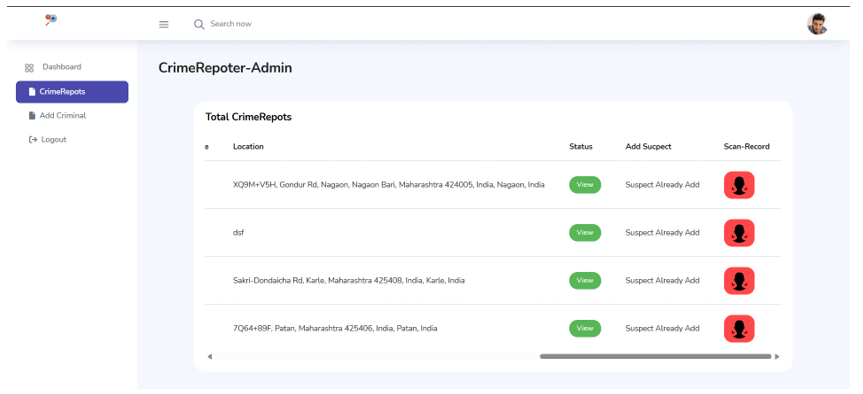 Search now
CrimeRepoter-Admin
Dashboard
CrimeRepots
Add Criminal
Logout
Total CrimeRepots
e Location Status Add Sucpect Scan-Record
XQ9M+V5H, Gondur Rd, Nagaon, Nagaon Bari, Maharashtra 424005, India, Nagaon, India View Suspect Already Add
dsf View Suspect Already Add
Sakri-Dondaicha Rd, Karle, Maharashtra 425408, India, Karle, India View Suspect Already Add
7Q64+89F, Patan, Maharashtra 425406, India, Patan, India View Suspect Already Add